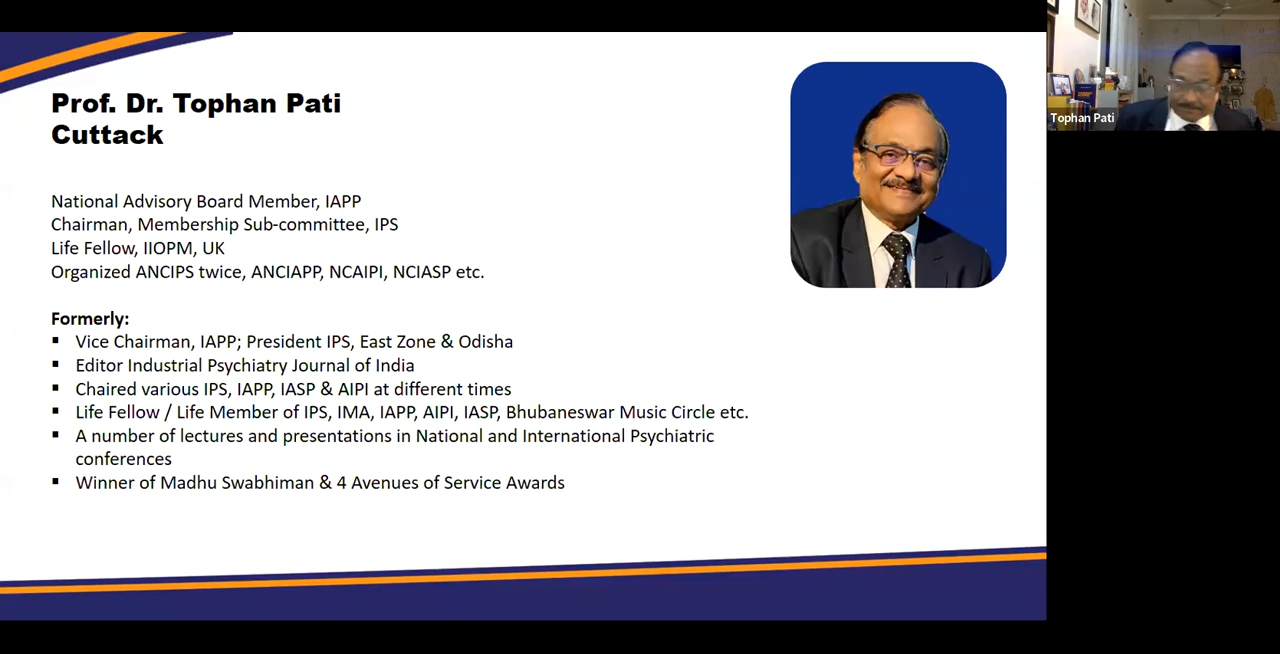 Prof. Dr. Tophan Pati
Cuttack
National Advisory Board Member, IAPP
Chairman, Membership Sub-committee, IPS
Life Fellow, IIOPM, UK
Organized ANCIPS twice, ANCIAPP, NCAIPI, NCIASP etc.
Formerly:
▪ Vice Chairman, IAPP; President IPS, East Zone & Odisha
▪ Editor Industrial Psychiatry Journal of India
▪ Chaired various IPS, IAPP, IASP & AIPI at different times
▪ Life Fellow / Life Member of IPS, IMA, IAPP, AIPI, IASP, Bhubaneswar Music Circle etc.
▪ A number of lectures and presentations in National and International Psychiatric
conferences
▪ Winner of Madhu Swabhiman & 4 Avenues of Service Awards
Tophan Pati